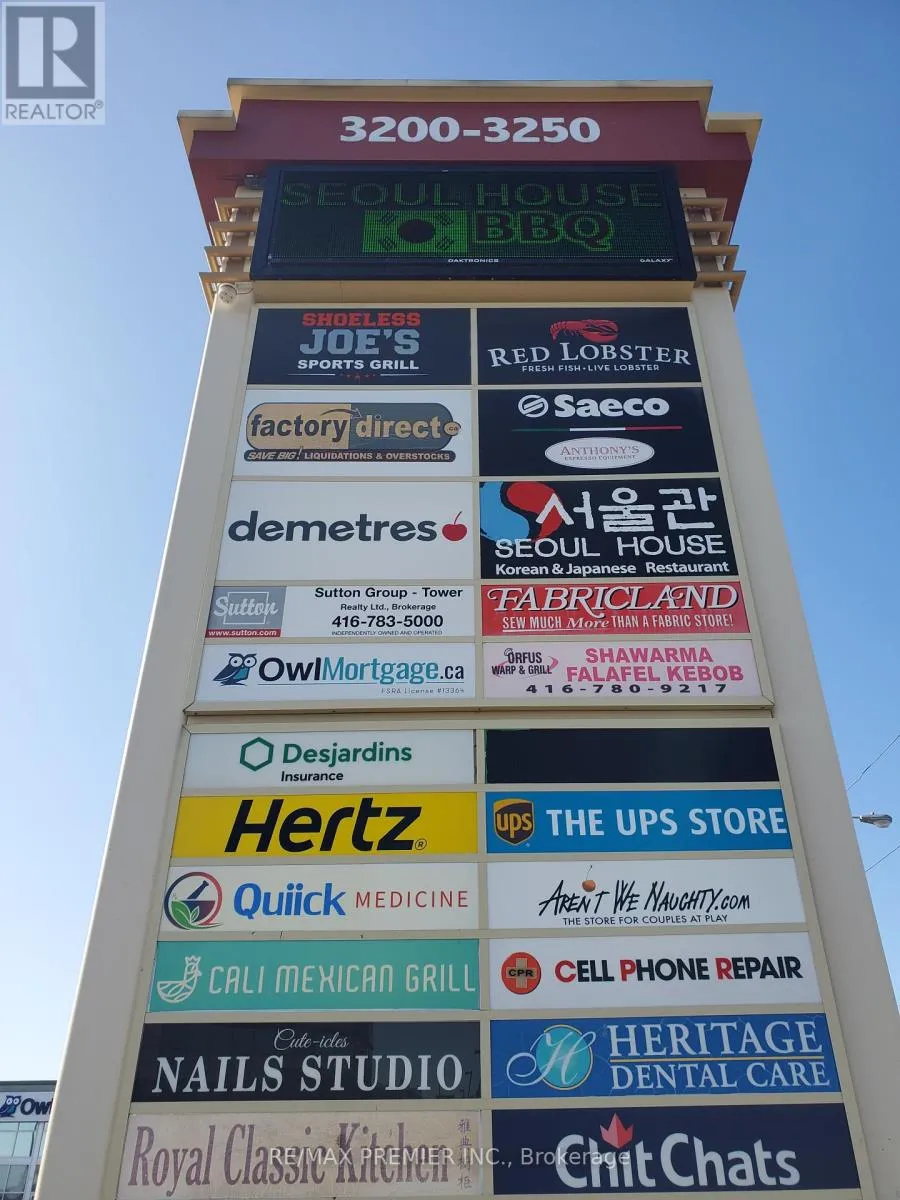 R
REALTOR®
3200-3250
SEOUL HOUSE
BBQ
DAKTRONICS GALAXY
SHOELESS
JOE'S
SPORTS GRILL
RED LOBSTER
FRESH FISH • LIVE LOBSTER
factory direct.ca
SAVE BIG! LIQUIDATIONS & OVERSTOCKS
Saeco
ANTHONY'S
ESPRESSO EQUIPMENT
demetres
서울관
SEOUL HOUSE
Korean & Japanese Restaurant
Sutton
www.sutton.com
Sutton Group - Tower
Realty Ltd., Brokerage
416-783-5000
INDEPENDENTLY OWNED AND OPERATED
FABRICLAND
SEW MUCH More THAN A FABRIC STORE!
OwlMortgage.ca
FSRA License #13364
ORFUS
WARP & GRILL
SHAWARMA
FALAFEL KEBOB
416-780-9217
Desjardins
Insurance
Hertz®
ups THE UPS STORE
Quiick MEDICINE
AREN'T WE NAUGHTY.COM
THE STORE FOR COUPLES AT PLAY
CALI MEXICAN GRILL
CPR CELL PHONE REPAIR
Cute-icles
NAILS STUDIO
H HERITAGE
DENTAL CARE
Royal Classic Kitchen
Chit Chats
RE/MAX PREMIER INC., Brokerage
Owl